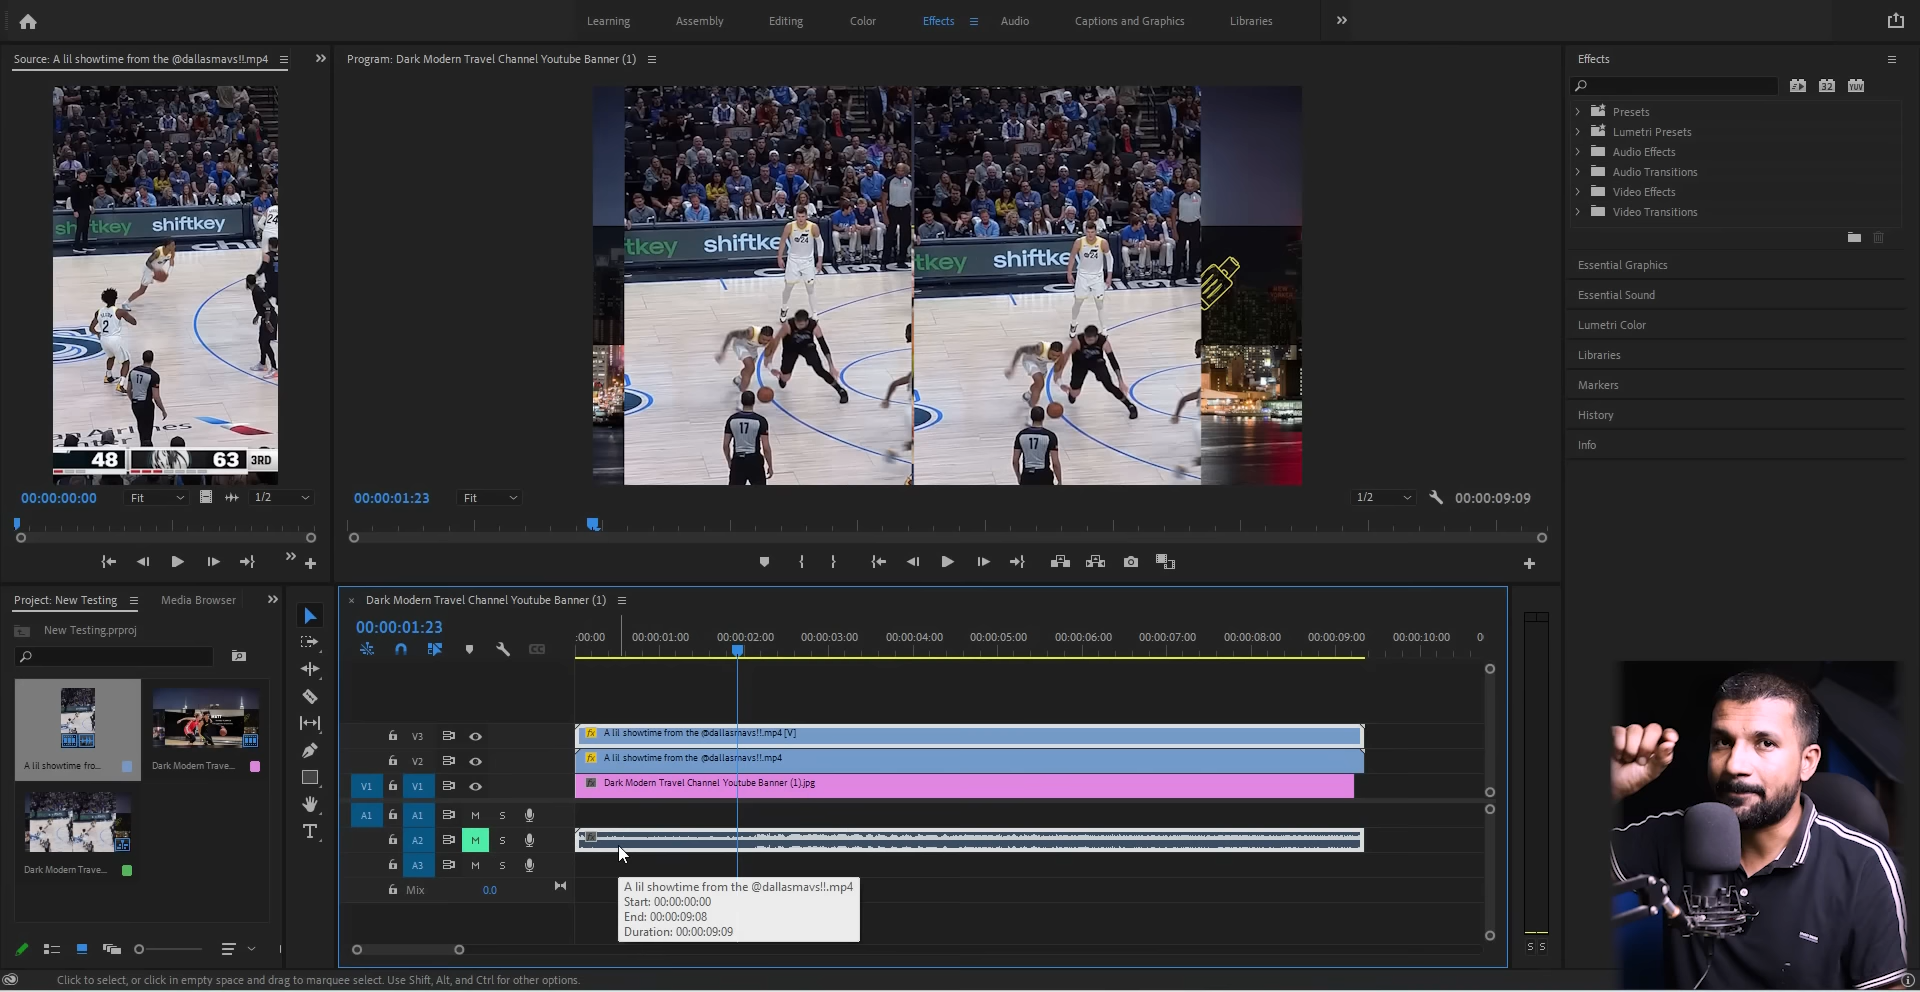 Learning
Assembly
Editing
Color
Effects
Audio
Captions and Graphics
Libraries
Source: A lil showtime from the @dallasmavs!!.mp4
Program: Dark Modern Travel Channel Youtube Banner (1)
Effects
32
YUV
Presets
Lumetri Presets
Audio Effects
Audio Transitions
Video Effects
Video Transitions
Essential Graphics
Essential Sound
Lumetri Color
Libraries
Markers
History
Info
shiftkey
shiftkey
24
2
17
48
63
3RD
tkey
shiftke
24
17
tkey
shiftke
24
17
00:00:00:00
Fit
1/2
00:00:01:23
Fit
1/2
00:00:09:09
Project: New Testing
Media Browser
New Testing.prproj
A lil showtime fro...
Dark Modern Trave...
Dark Modern Trave...
Dark Modern Travel Channel Youtube Banner (1)
00:00:01:23
:00:00
00:00:01:00
00:00:02:00
00:00:03:00
00:00:04:00
00:00:05:00
00:00:06:00
00:00:07:00
00:00:08:00
00:00:09:00
00:00:10:00
0
V3
A lil showtime from the @dallasmavs!!.mp4 [V]
V2
A lil showtime from the @dallasmavs!!.mp4
V1
V1
Dark Modern Travel Channel Youtube Banner (1).jpg
A1
A1
M
S
A2
M
S
A3
M
S
Mix
0.0
A lil showtime from the @dallasmavs!!.mp4
Start: 00:00:00:00
End: 00:00:09:08
Duration: 00:00:09:09
S
S
Click to select, or click in empty space and drag to marquee select. Use Shift, Alt, and Ctrl for other options.